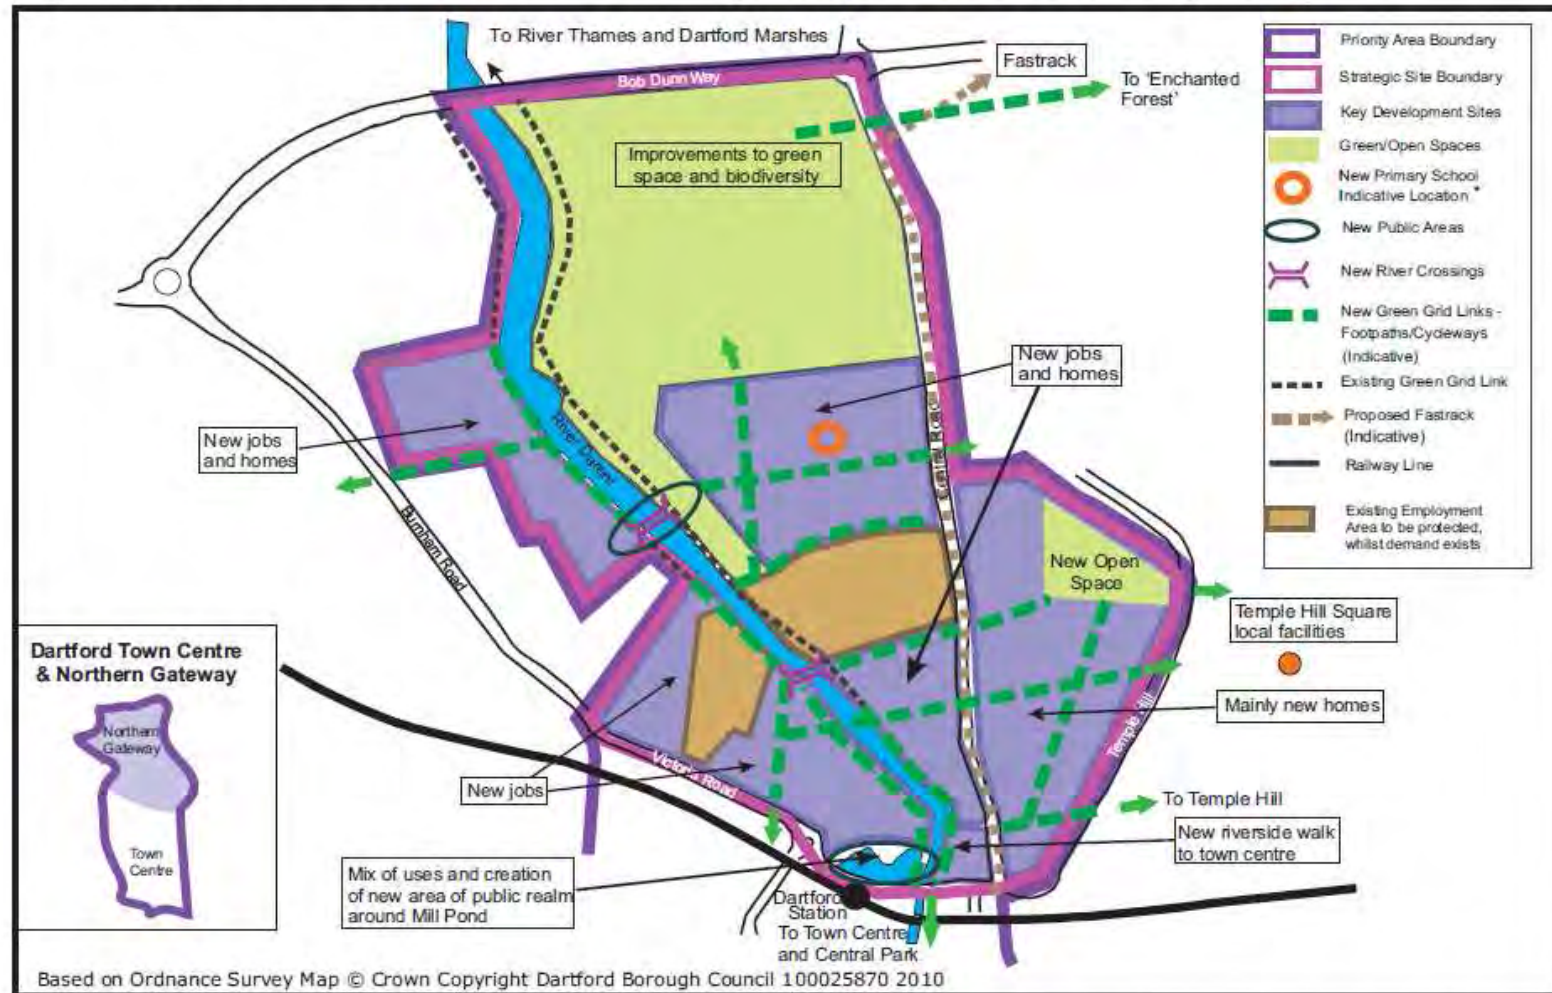 To River Thames and Dartford Marshes
Bob Dunn Way
Fastrack
To 'Enchanted
Forest'
Improvements to green
space and biodiversity
New jobs
and homes
Central Road
New jobs
and homes
River Darent
Burnham Road
New Open
Space
Temple Hill Square
local facilities
Mainly new homes
Temple Hill
New jobs
Victoria Road
To Temple Hill
New riverside walk
to town centre
Mix of uses and creation
of new area of public realm
around Mill Pond
Dartford
Station
To Town Centre
and Central Park
Priority Area Boundary
Strategic Site Boundary
Key Development Sites
Green/Open Spaces
New Primary School
Indicative Location *
New Public Areas
New River Crossings
New Green Grid Links -
Footpaths/Cycleways
(Indicative)
Existing Green Grid Link
Proposed Fastrack
(Indicative)
Railway Line
Existing Employment
Area to be protected,
whilst demand exists
Dartford Town Centre
& Northern Gateway
Northern
Gateway
Town
Centre
Based on Ordnance Survey Map © Crown Copyright Dartford Borough Council 100025870 2010